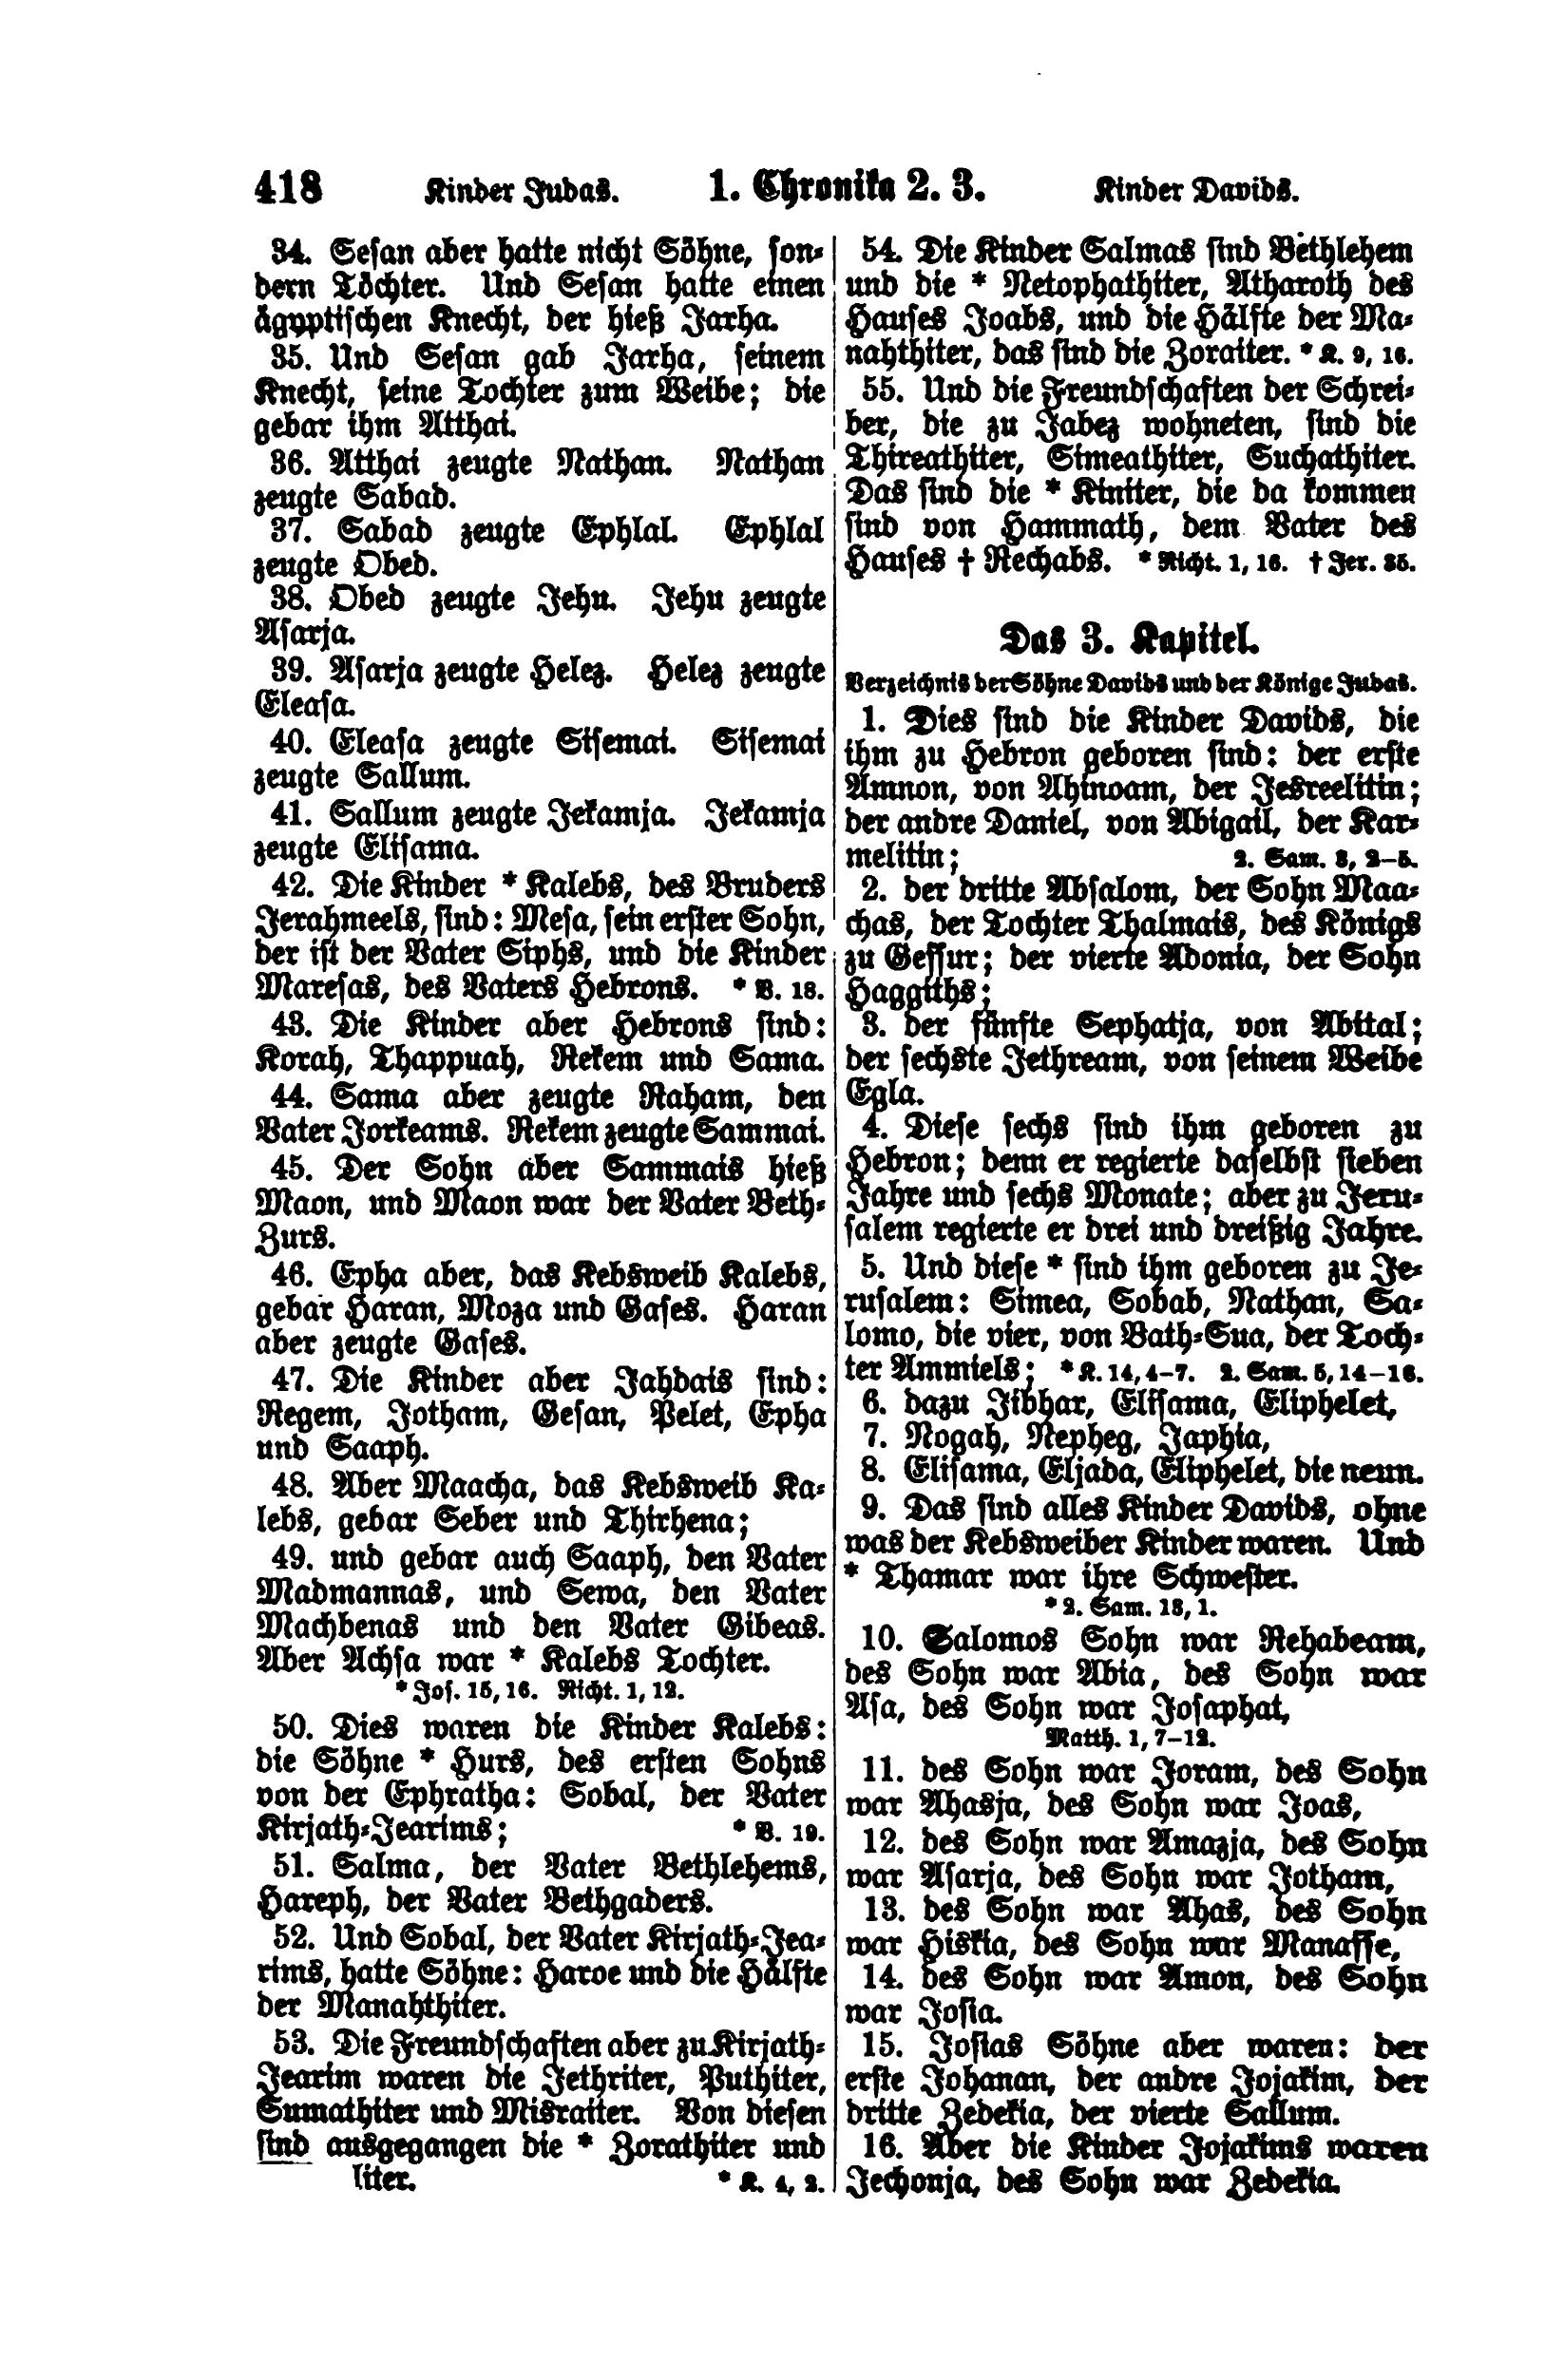 418 Kinder Judas. 1. Chronika 2. 3. Kinder Davids.
34. Sesan aber hatte nicht Söhne, son-
dern Töchter. Und Sesan hatte einen
ägyptischen Knecht, der hieß Jarha.
35. Und Sesan gab Jarha, seinem
Knecht, seine Tochter zum Weibe; die
gebar ihm Atthai.
36. Atthai zeugte Nathan. Nathan
zeugte Sabad.
37. Sabad zeugte Ephlal. Ephlal
zeugte Obed.
38. Obed zeugte Jehu. Jehu zeugte
Asarja.
39. Asarja zeugte Helez. Helez zeugte
Eleasa.
40. Eleasa zeugte Sisemai. Sisemai
zeugte Sallum.
41. Sallum zeugte Jekamja. Jekamja
zeugte Elisama.
42. Die Kinder * Kalebs, des Bruders
Jerahmeels, sind: Mesa, sein erster Sohn,
der ist der Vater Siphs, und die Kinder
Maresas, des Vaters Hebrons. * V. 18.
43. Die Kinder aber Hebrons sind:
Korah, Thappuah, Rekem und Sama.
44. Sama aber zeugte Raham, den
Vater Jorkeams. Rekem zeugte Sammai.
45. Der Sohn aber Sammais hieß
Maon, und Maon war der Vater Beth-
Zurs.
46. Epha aber, das Kebsweib Kalebs,
gebar Haran, Moza und Gases. Haran
aber zeugte Gases.
47. Die Kinder aber Jahdais sind:
Regem, Jotham, Gesan, Pelet, Epha
und Saaph.
48. Aber Maacha, das Kebsweib Ka-
lebs, gebar Seber und Thirhena;
49. und gebar auch Saaph, den Vater
Madmannas, und Sewa, den Vater
Machbenas und den Vater Gibeas.
Aber Achsa war * Kalebs Tochter.
* Jos. 15, 16. Richt. 1, 12.
50. Dies waren die Kinder Kalebs:
die Söhne * Hurs, des ersten Sohns
von der Ephratha: Sobal, der Vater
Kirjath-Jearims; * V. 19.
51. Salma, der Vater Bethlehems,
Hareph, der Vater Bethgaders.
52. Und Sobal, der Vater Kirjath-Jea-
rims, hatte Söhne: Haroe und die Hälfte
der Manahthiter.
53. Die Freundschaften aber zu Kirjath-
Jearim waren die Jethriter, Puthiter,
Sumathiter und Misraiter. Von diesen
sind ausgegangen die * Zorathiter und
liter. * K. 4, 2.
54. Die Kinder Salmas sind Bethlehem
und die * Netophathiter, Atharoth des
Hauses Joabs, und die Hälfte der Ma-
nahthiter, das sind die Zoraiter. * K. 9, 16.
55. Und die Freundschaften der Schrei-
ber, die zu Jabez wohneten, sind die
Thireathiter, Simeathiter, Suchathiter.
Das sind die * Kiniter, die da kommen
sind von Hammath, dem Vater des
Hauses † Rechabs. * Richt. 1, 16. † Jer. 35.
Das 3. Kapitel.
Verzeichnis der Söhne Davids und der Könige Judas.
1. Dies sind die Kinder Davids, die
ihm zu Hebron geboren sind: der erste
Amnon, von Ahinoam, der Jesreelitin;
der andre Daniel, von Abigail, der Kar-
melitin; 2. Sam. 3, 2-5.
2. der dritte Absalom, der Sohn Maa-
chas, der Tochter Thalmais, des Königs
zu Gessur; der vierte Adonia, der Sohn
Haggiths;
3. der fünfte Sephatja, von Abital;
der sechste Jethream, von seinem Weibe
Egla.
4. Diese sechs sind ihm geboren zu
Hebron; denn er regierte daselbst sieben
Jahre und sechs Monate; aber zu Jeru-
salem regierte er drei und dreißig Jahre.
5. Und diese * sind ihm geboren zu Je-
rusalem: Simea, Sobab, Nathan, Sa-
lomo, die vier, von Bath-Sua, der Toch-
ter Ammiels; * K. 14, 4-7. 2. Sam. 5, 14-16.
6. dazu Jibhar, Elisama, Eliphelet,
7. Nogah, Nepheg, Japhia,
8. Elisama, Eljada, Eliphelet, die neun.
9. Das sind alles Kinder Davids, ohne
was der Kebsweiber Kinder waren. Und
* Thamar war ihre Schwester.
* 2. Sam. 13, 1.
10. Salomos Sohn war Rehabeam,
des Sohn war Abia, des Sohn war
Asa, des Sohn war Josaphat,
Matth. 1, 7-12.
11. des Sohn war Joram, des Sohn
war Ahasja, des Sohn war Joas,
12. des Sohn war Amazja, des Sohn
war Asarja, des Sohn war Jotham,
13. des Sohn war Ahas, des Sohn
war Hiskia, des Sohn war Manasse,
14. des Sohn war Amon, des Sohn
war Josia.
15. Josias Söhne aber waren: der
erste Johanan, der andre Jojakim, der
dritte Zedekia, der vierte Sallum.
16. Aber die Kinder Jojakims waren
Jechonja, des Sohn war Zedekia.